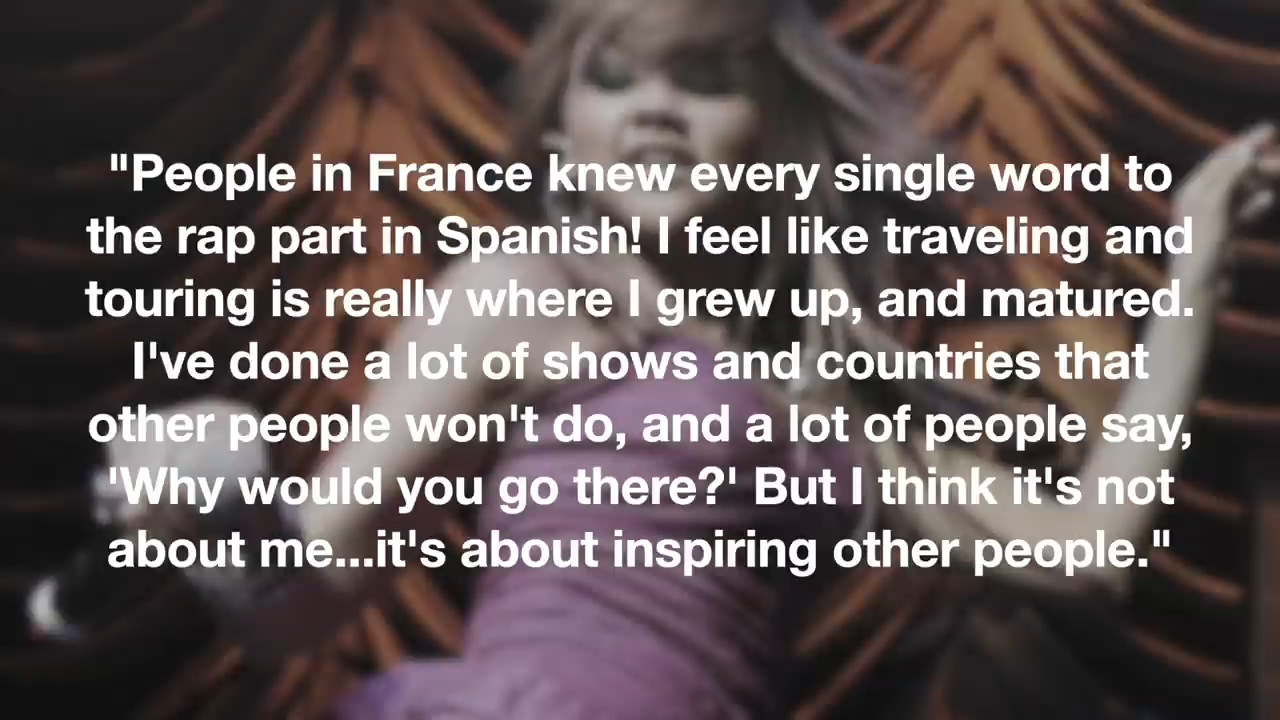 "People in France knew every single word to
the rap part in Spanish! I feel like traveling and
touring is really where I grew up, and matured.
I've done a lot of shows and countries that
other people won't do, and a lot of people say,
'Why would you go there?' But I think it's not
about me...it's about inspiring other people."